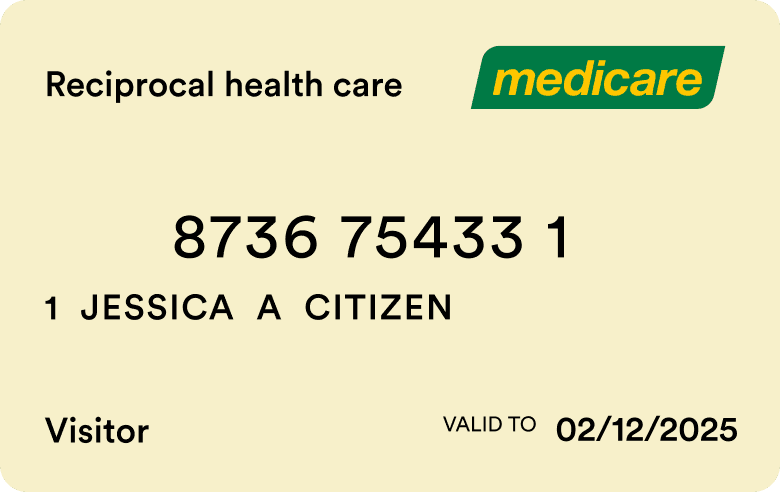 Reciprocal health care
medicare
8736 75433 1
1 JESSICA A CITIZEN
Visitor
VALID TO 02/12/2025